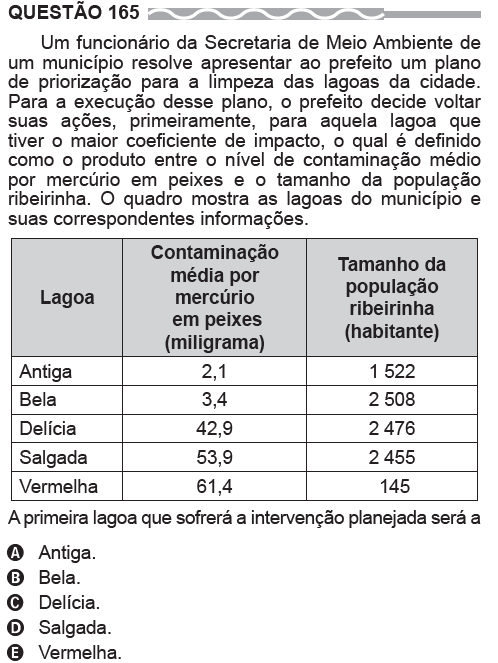 QUESTÃO 165
Um funcionário da Secretaria de Meio Ambiente de
um município resolve apresentar ao prefeito um plano
de priorização para a limpeza das lagoas da cidade.
Para a execução desse plano, o prefeito decide voltar
suas ações, primeiramente, para aquela lagoa que
tiver o maior coeficiente de impacto, o qual é definido
como o produto entre o nível de contaminação médio
por mercúrio em peixes e o tamanho da população
ribeirinha. O quadro mostra as lagoas do município e
suas correspondentes informações.
Lagoa
Contaminação
média por
mercúrio
em peixes
(miligrama)
Tamanho da
população
ribeirinha
(habitante)
Antiga 2,1 1 522
Bela 3,4 2 508
Delícia 42,9 2 476
Salgada 53,9 2 455
Vermelha 61,4 145
A primeira lagoa que sofrerá a intervenção planejada será a
A Antiga.
B Bela.
C Delícia.
D Salgada.
E Vermelha.